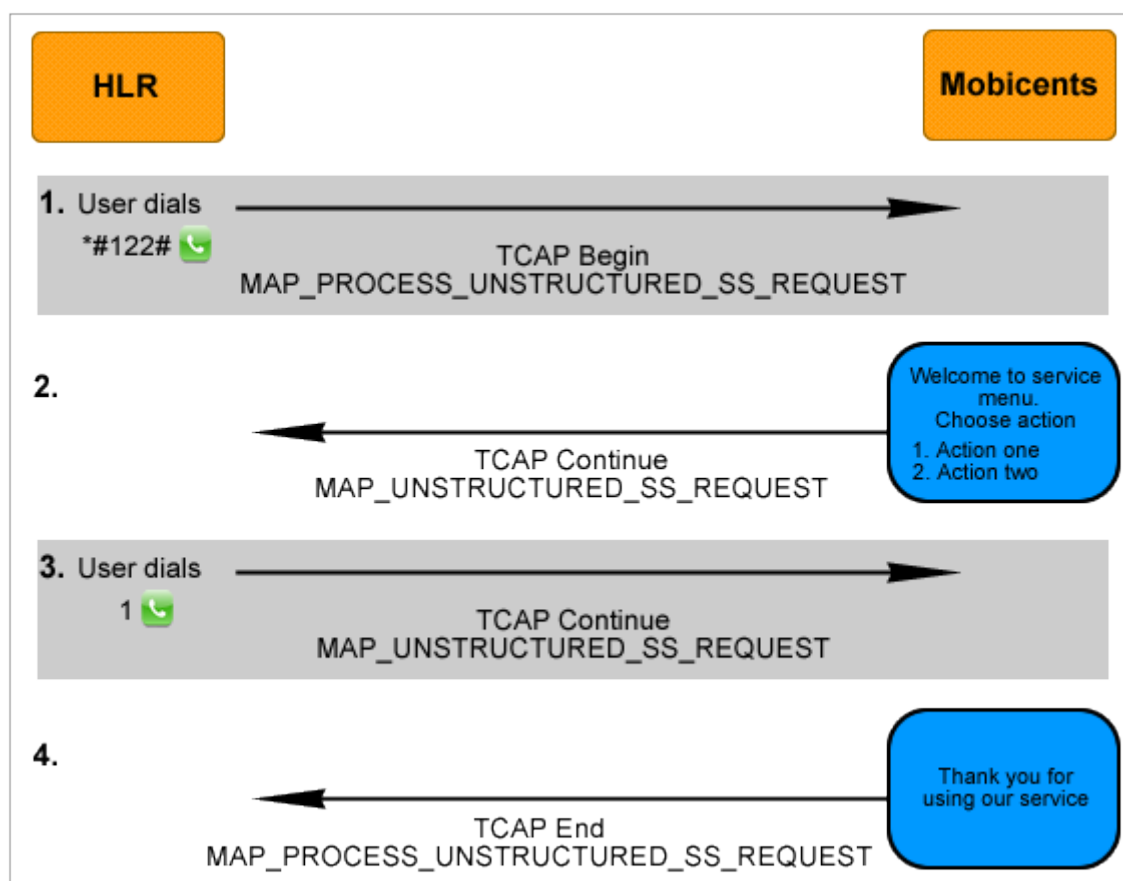 HLR
Mobicents
1. User dials
*#122#
TCAP Begin
MAP_PROCESS_UNSTRUCTURED_SS_REQUEST
2.
Welcome to service
menu.
Choose action
1. Action one
2. Action two
TCAP Continue
MAP_UNSTRUCTURED_SS_REQUEST
3. User dials
1
TCAP Continue
MAP_UNSTRUCTURED_SS_REQUEST
4.
Thank you for
using our service
TCAP End
MAP_PROCESS_UNSTRUCTURED_SS_REQUEST